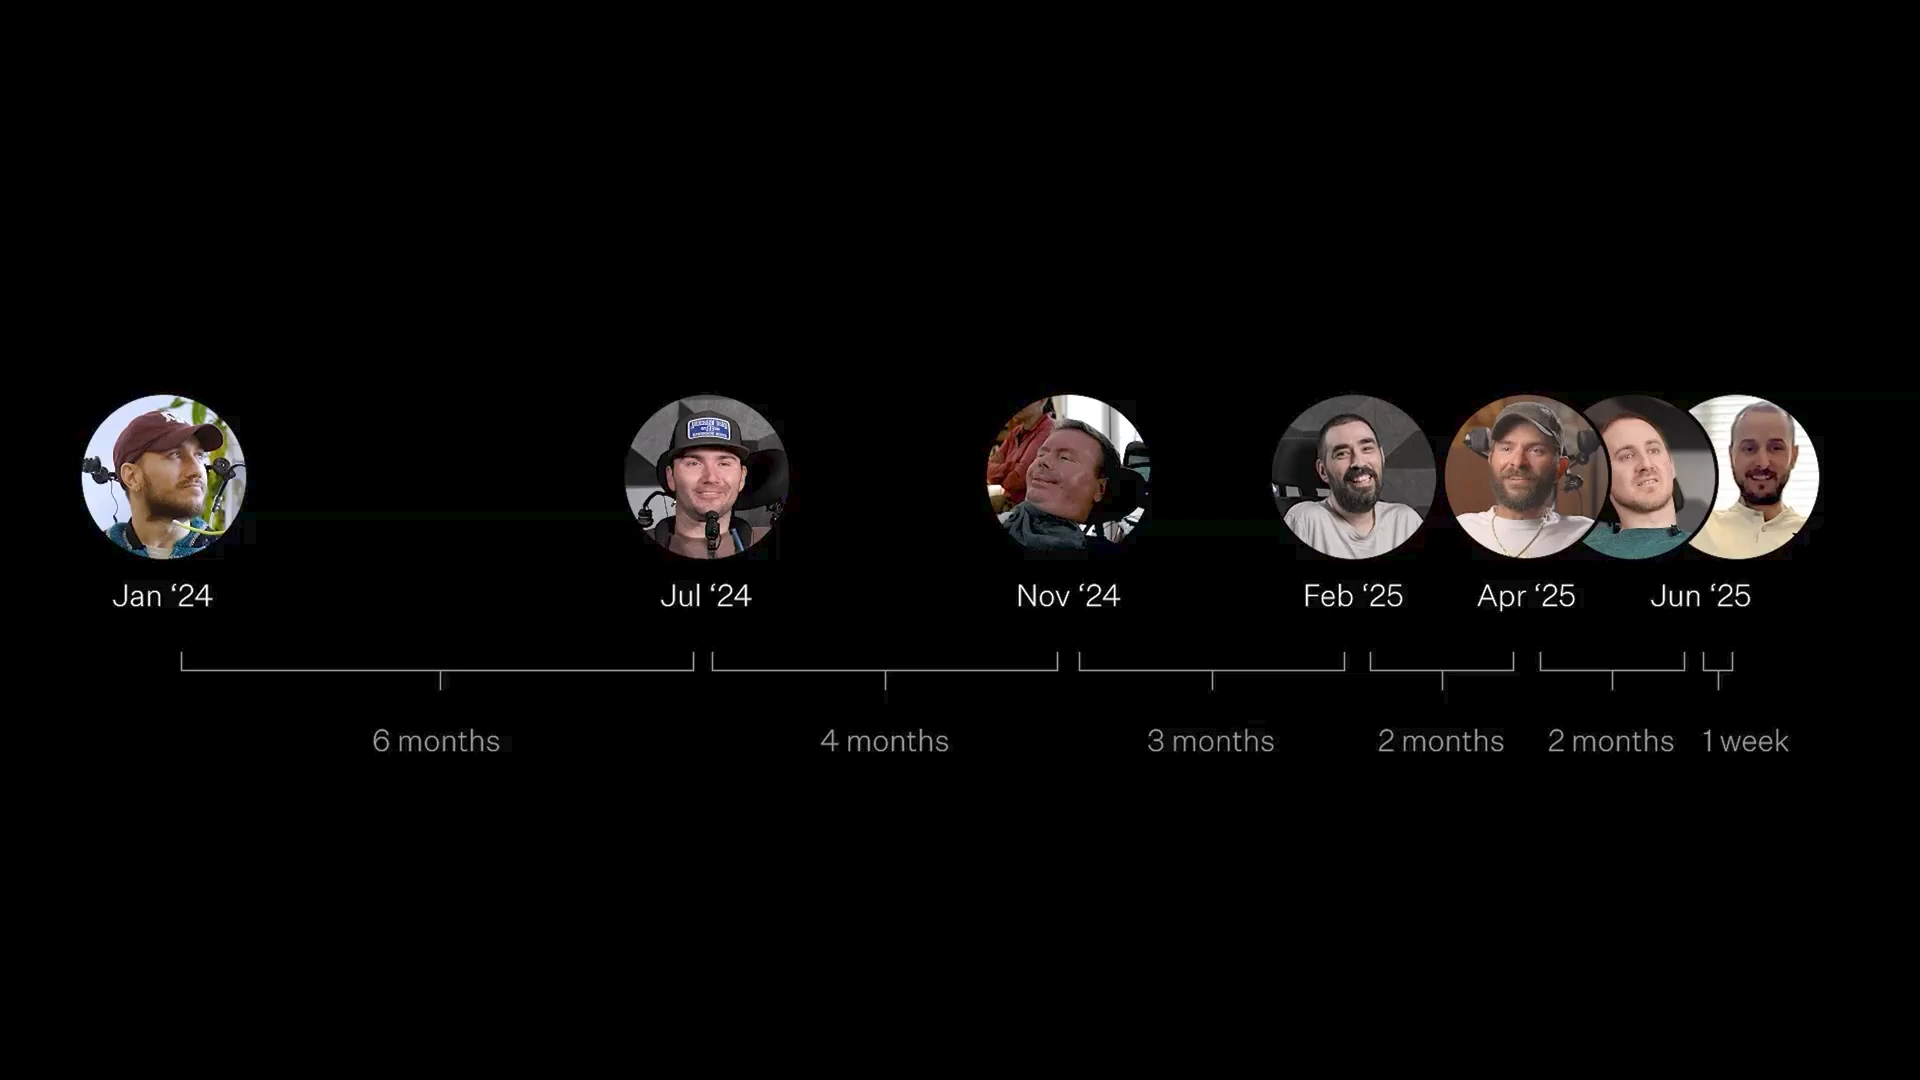 Jan ‘24
Jul ‘24
Nov ‘24
Feb ‘25
Apr ‘25
Jun ‘25
6 months
4 months
3 months
2 months
2 months
1 week